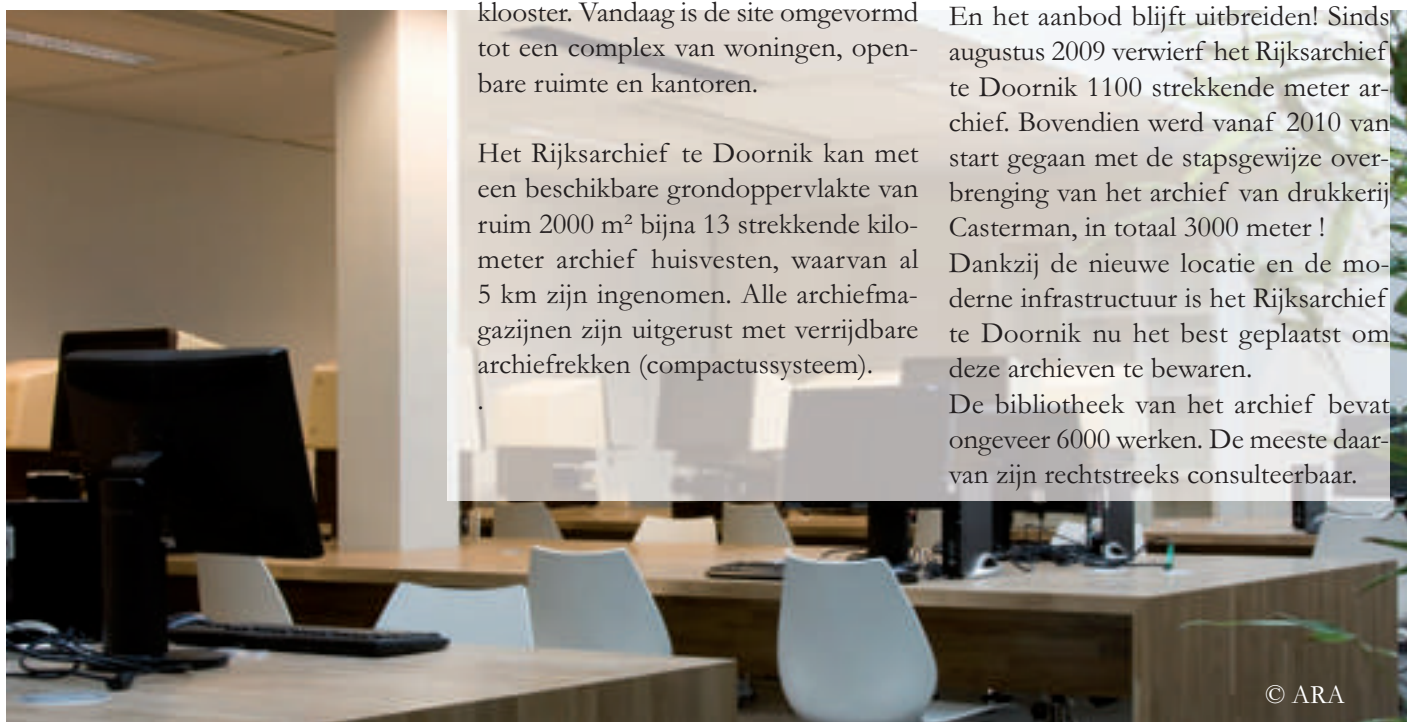 klooster. Vandaag is de site omgevormd
tot een complex van woningen, open-
bare ruimte en kantoren.
Het Rijksarchief te Doornik kan met
een beschikbare grondoppervlakte van
ruim 2000 m² bijna 13 strekkende kilo-
meter archief huisvesten, waarvan al
5 km zijn ingenomen. Alle archiefma-
gazijnen zijn uitgerust met verrijdbare
archiefrekken (compactussysteem).
.
En het aanbod blijft uitbreiden! Sinds
augustus 2009 verwierf het Rijksarchief
te Doornik 1100 strekkende meter ar-
chief. Bovendien werd vanaf 2010 van
start gegaan met de stapsgewijze over-
brenging van het archief van drukkerij
Casterman, in totaal 3000 meter !
Dankzij de nieuwe locatie en de mo-
derne infrastructuur is het Rijksarchief
te Doornik nu het best geplaatst om
deze archieven te bewaren.
De bibliotheek van het archief bevat
ongeveer 6000 werken. De meeste daar-
van zijn rechtstreeks consulteerbaar.
© ARA